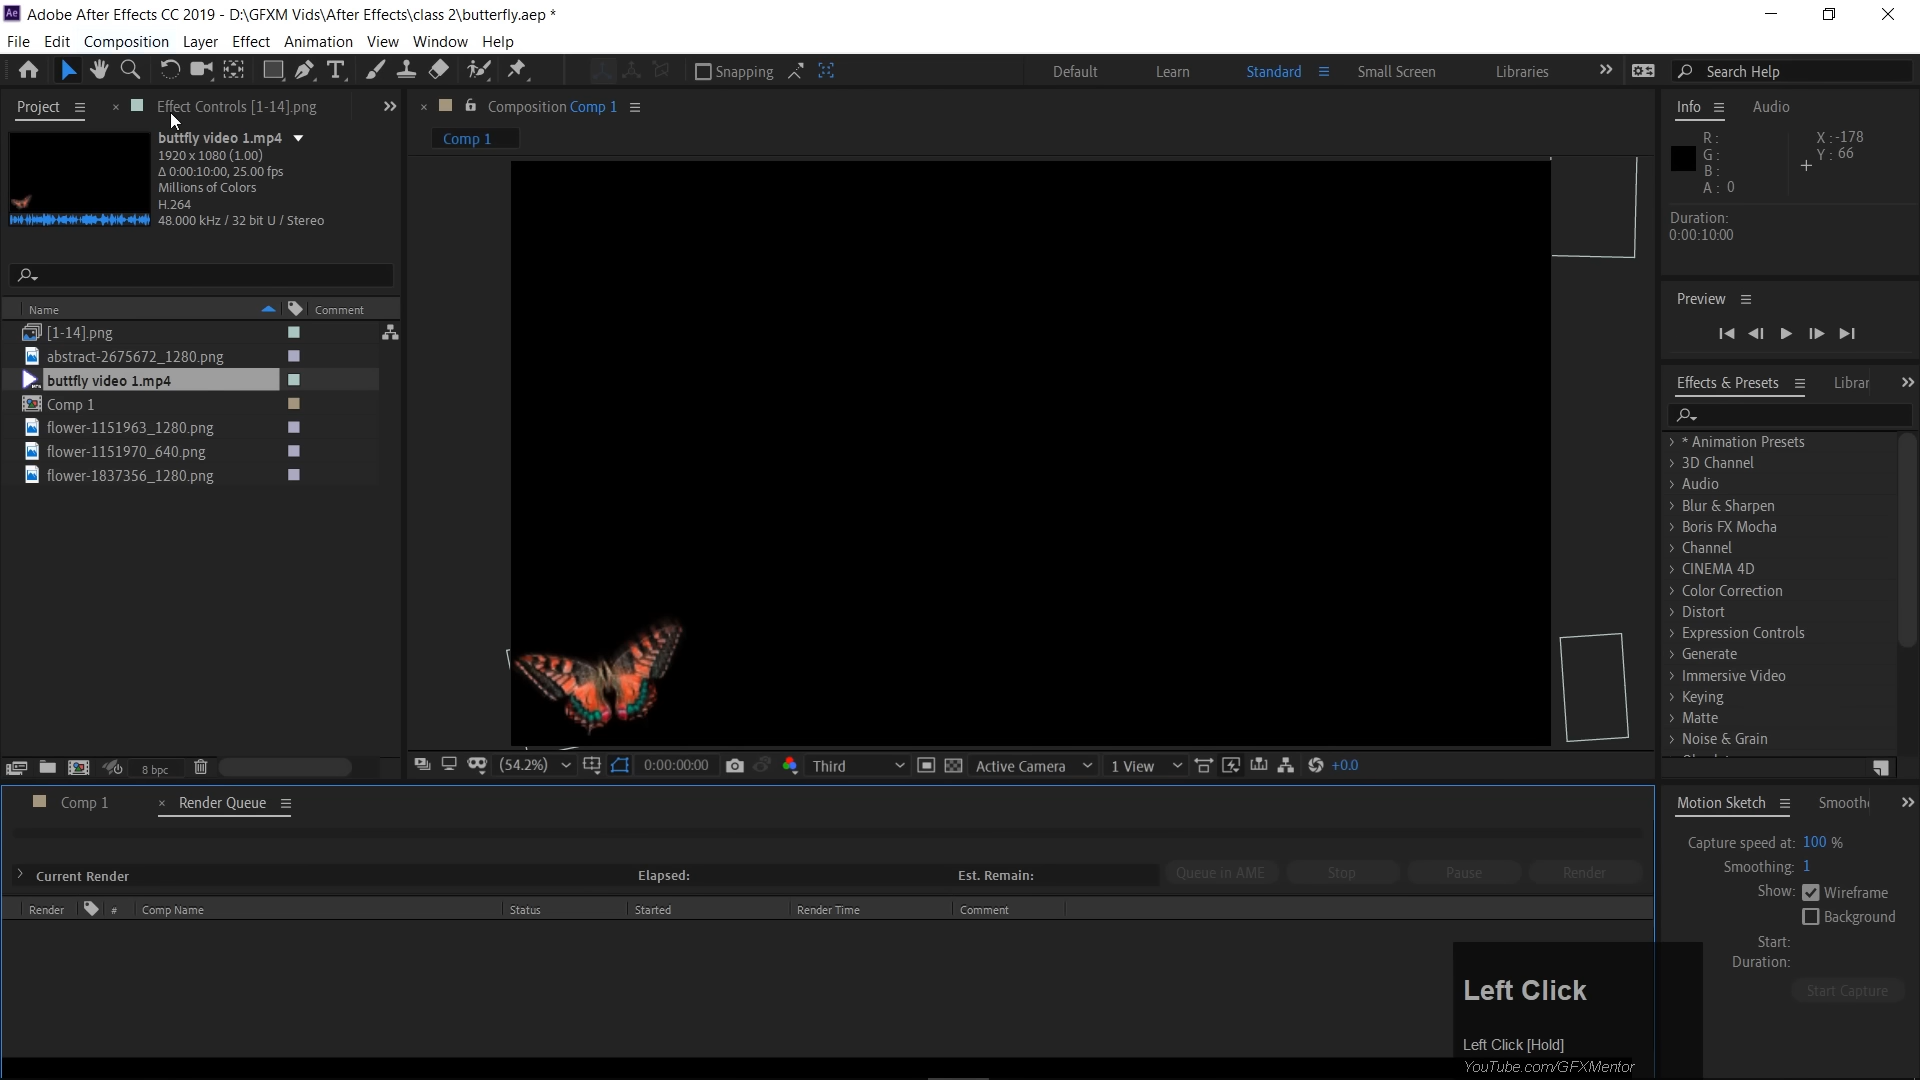 Adobe After Effects CC 2019 - D:\GFXM Vids\After Effects\class 2\butterfly.aep *
File Edit Composition Layer Effect Animation View Window Help
Snapping Default Learn Standard Small Screen Libraries Search Help
Project Effect Controls [1-14].png
Composition Comp 1
Info Audio
Comp 1
buttfly video 1.mp4
1920 x 1080 (1.00)
Δ 0:00:10:00, 25.00 fps
Millions of Colors
H.264
48.000 kHz / 32 bit U / Stereo
R:
G:
B:
A: 0
X: -178
Y: 66
Duration:
0:00:10:00
Preview
Name Comment
[1-14].png
abstract-2675672_1280.png
buttfly video 1.mp4
Comp 1
flower-1151963_1280.png
flower-1151970_640.png
flower-1837356_1280.png
Effects & Presets Librar
* Animation Presets
3D Channel
Audio
Blur & Sharpen
Boris FX Mocha
Channel
CINEMA 4D
Color Correction
Distort
Expression Controls
Generate
Immersive Video
Keying
Matte
Noise & Grain
8 bpc
(54.2%) 0:00:00:00 Third Active Camera 1 View +0.0
Comp 1 Render Queue
Current Render Elapsed: Est. Remain: Queue in AME Stop Pause Render
Render # Comp Name Status Started Render Time Comment
Motion Sketch Smooth
Capture speed at: 100 %
Smoothing: 1
Show: Wireframe
Background
Start:
Duration:
Start Capture
Left Click
Left Click [Hold]
YouTube.com/GFXMentor